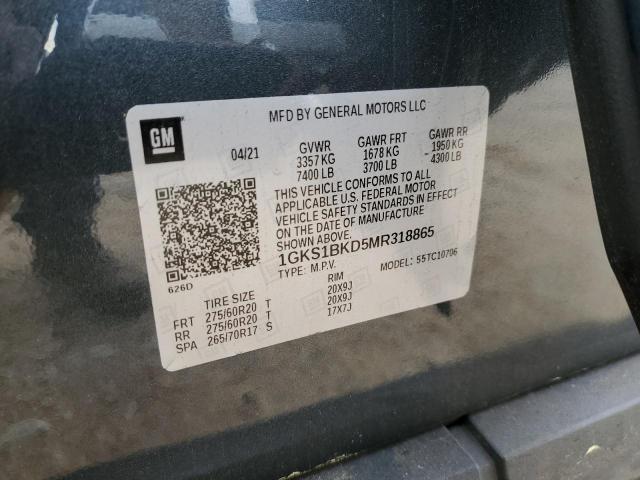 MFD BY GENERAL MOTORS LLC
GM
04/21
GVWR GAWR FRT GAWR RR
3357 KG 1678 KG 1950 KG
7400 LB 3700 LB 4300 LB
THIS VEHICLE CONFORMS TO ALL
APPLICABLE U.S. FEDERAL MOTOR
VEHICLE SAFETY STANDARDS IN EFFECT
ON THE DATE OF MANUFACTURE
SHOWN ABOVE.
1GKS1BKD5MR318865
TYPE: M.P.V. MODEL: 55TC10706
626D
TIRE SIZE RIM
FRT 275/60R20 T 20X9J
RR 275/60R20 T 20X9J
SPA 265/70R17 S 17X7J